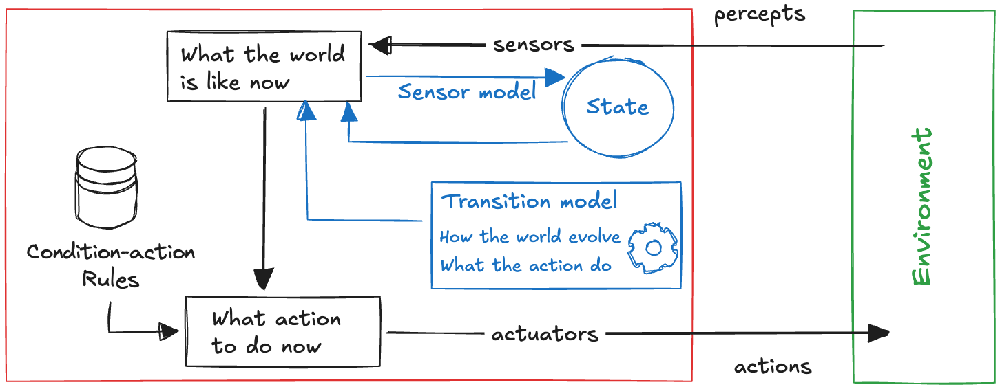 percepts
sensors
What the world
is like now
Sensor model
State
Transition model
How the world evolve
What the action do
Environment
Condition-action
Rules
What action
to do now
actuators
actions